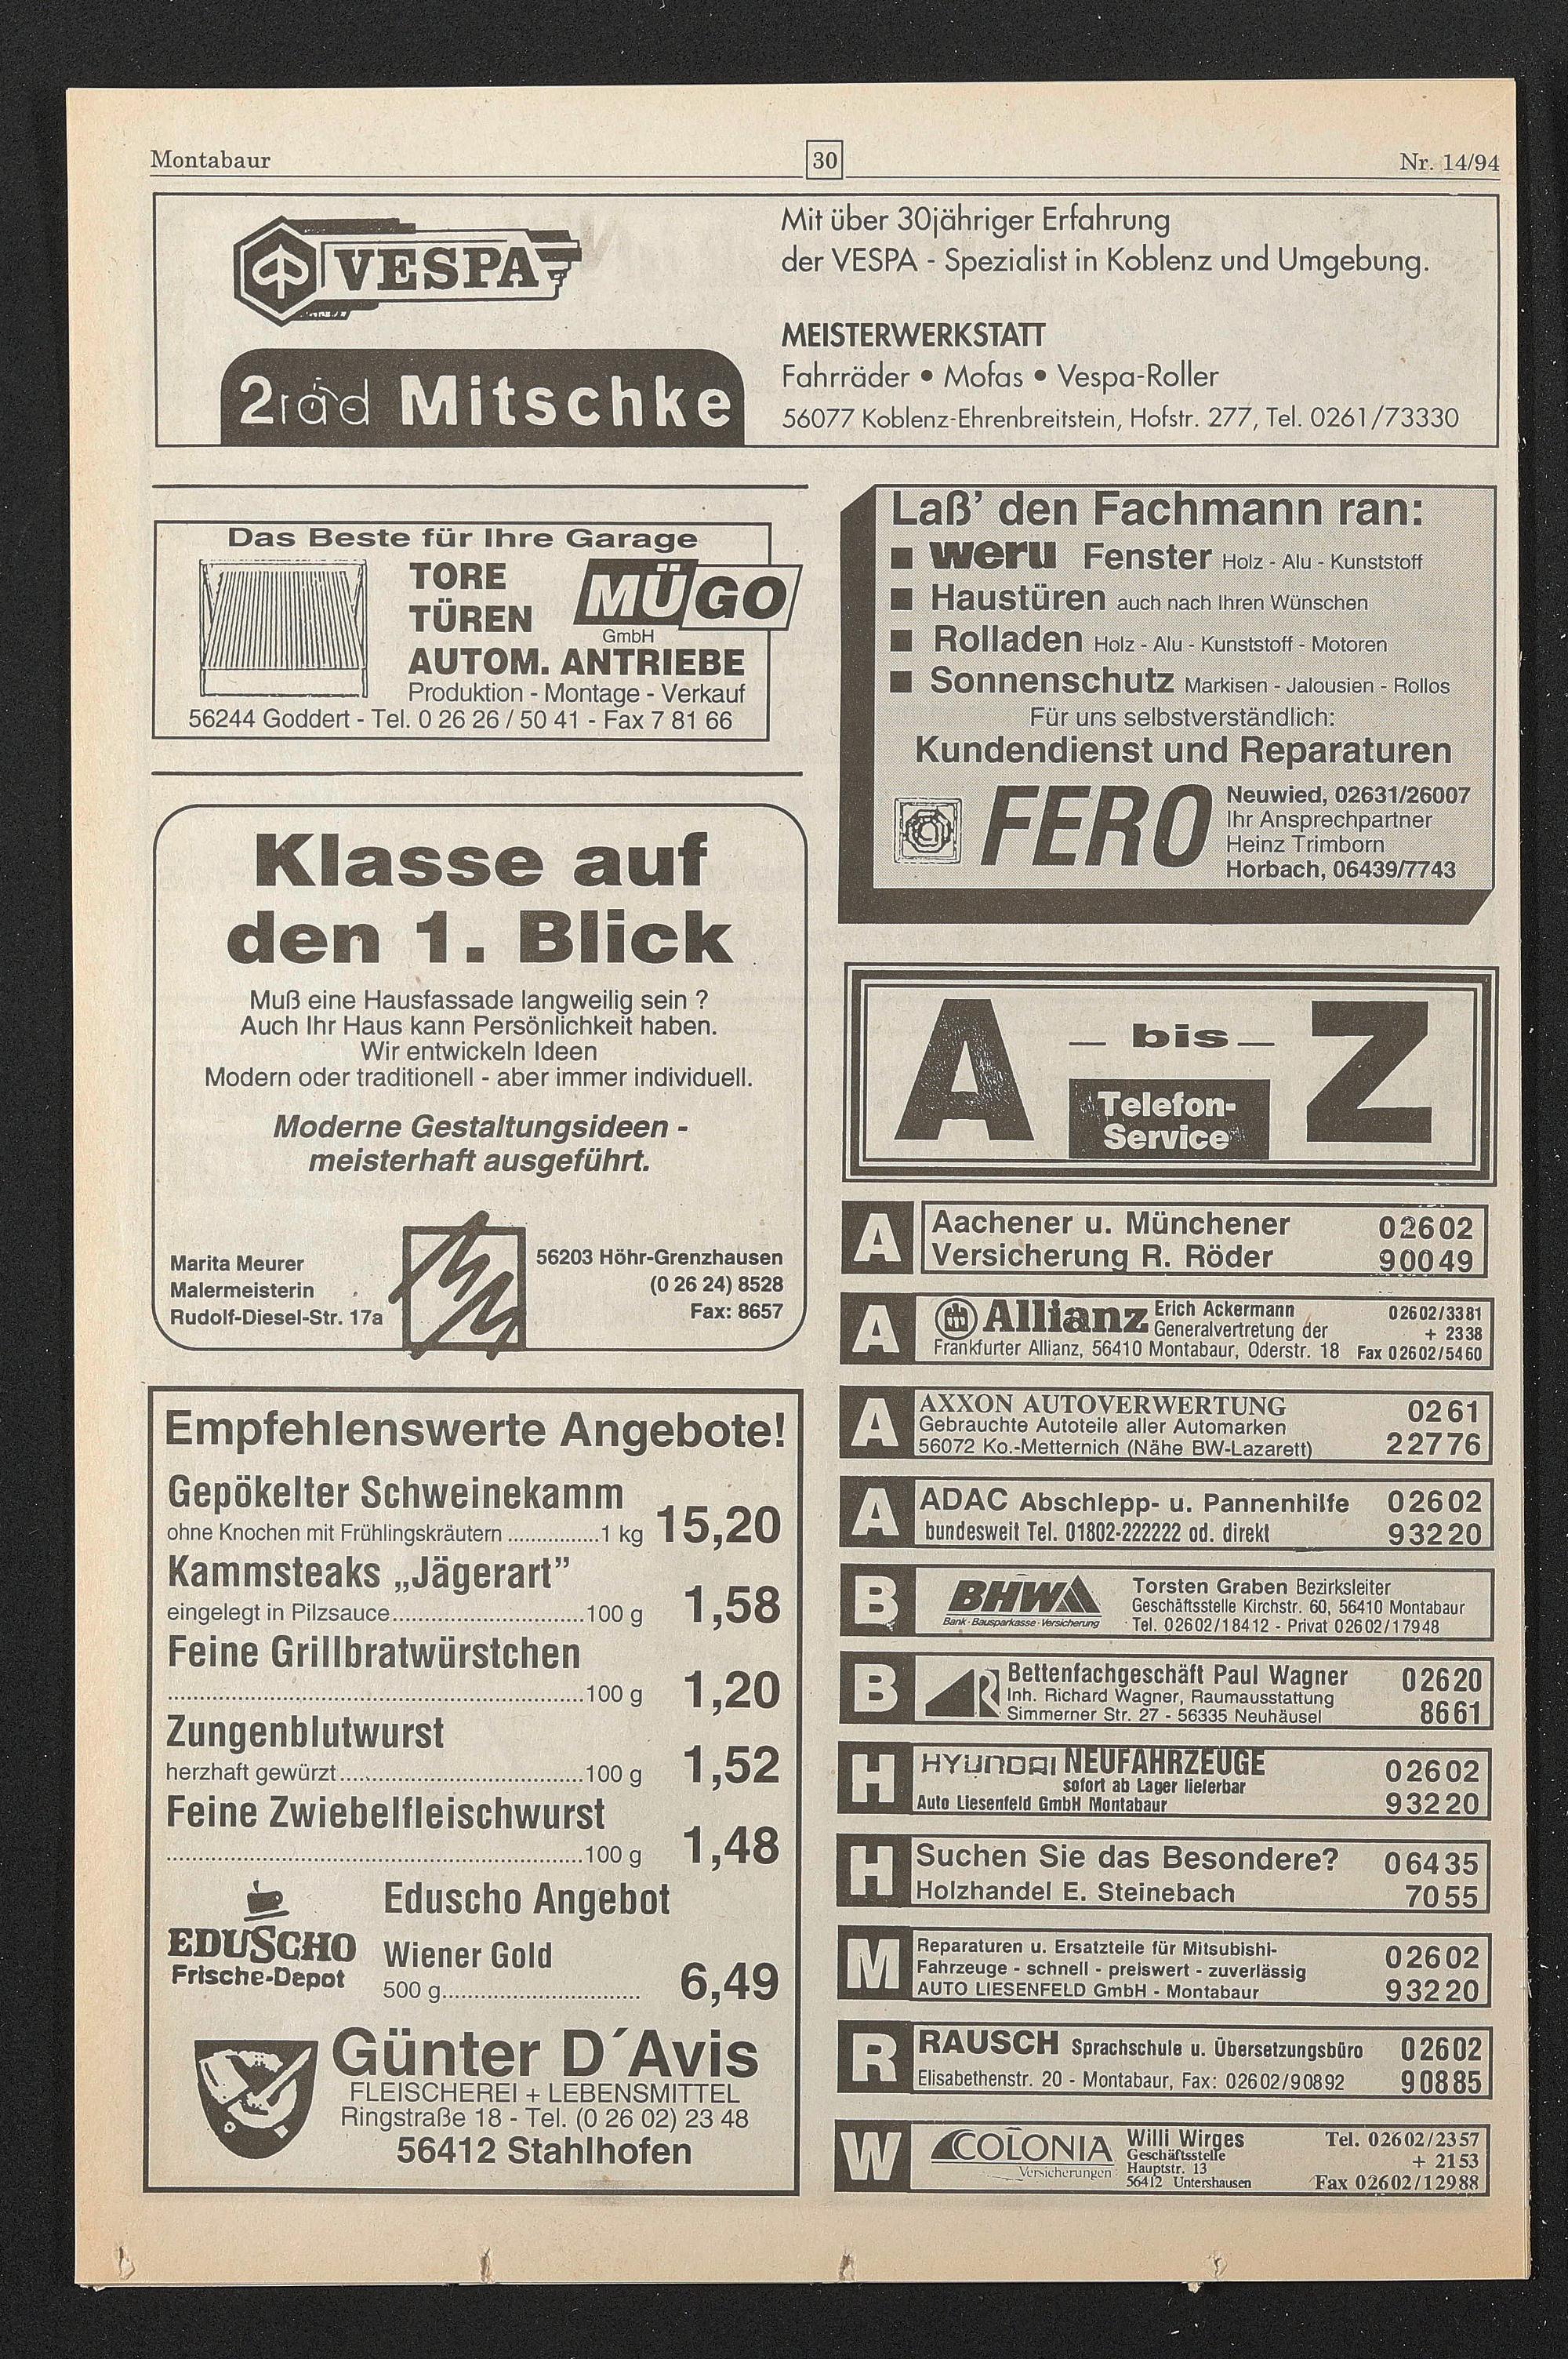 Montabaur
30
Nr. 14/94
VESPA
2rad Mitschke
Mit über 30jähriger Erfahrung
der VESPA - Spezialist in Koblenz und Umgebung.
MEISTERWERKSTATT
Fahrräder • Mofas • Vespa-Roller
56077 Koblenz-Ehrenbreitstein, Hofstr. 277, Tel. 0261/73330
Das Beste für Ihre Garage
TORE
TÜREN
MÜGO
GmbH
AUTOM. ANTRIEBE
Produktion - Montage - Verkauf
56244 Goddert - Tel. 0 26 26 / 50 41 - Fax 7 81 66
Klasse auf
den 1. Blick
Muß eine Hausfassade langweilig sein ?
Auch Ihr Haus kann Persönlichkeit haben.
Wir entwickeln Ideen
Modern oder traditionell - aber immer individuell.
Moderne Gestaltungsideen -
meisterhaft ausgeführt.
Marita Meurer
Malermeisterin
Rudolf-Diesel-Str. 17a
56203 Höhr-Grenzhausen
(0 26 24) 8528
Fax: 8657
Empfehlenswerte Angebote!
Gepökelter Schweinekamm
ohne Knochen mit Frühlingskräutern ................1 kg 15,20
Kammsteaks „Jägerart”
eingelegt in Pilzsauce.................................100 g 1,58
Feine Grillbratwürstchen
....................................................................100 g 1,20
Zungenblutwurst
herzhaft gewürzt.........................................100 g 1,52
Feine Zwiebelfleischwurst
....................................................................100 g 1,48
EDUSCHO
Frische-Depot
Eduscho Angebot
Wiener Gold
500 g................................. 6,49
Günter D´Avis
FLEISCHEREI + LEBENSMITTEL
Ringstraße 18 - Tel. (0 26 02) 23 48
56412 Stahlhofen
Laß’ den Fachmann ran:
■ weru Fenster Holz - Alu - Kunststoff
■ Haustüren auch nach Ihren Wünschen
■ Rolladen Holz - Alu - Kunststoff - Motoren
■ Sonnenschutz Markisen - Jalousien - Rollos
Für uns selbstverständlich:
Kundendienst und Reparaturen
FERO
Neuwied, 02631/26007
Ihr Ansprechpartner
Heinz Trimborn
Horbach, 06439/7743
A – bis – Z
Telefon-
Service
A
Aachener u. Münchener 02602
Versicherung R. Röder 90049
A
Allianz Erich Ackermann 02602/3381
Generalvertretung der + 2338
Frankfurter Allianz, 56410 Montabaur, Oderstr. 18 Fax 02602/5460
A
AXXON AUTOVERWERTUNG 0261
Gebrauchte Autoteile aller Automarken
56072 Ko.-Metternich (Nähe BW-Lazarett) 22776
A
ADAC Abschlepp- u. Pannenhilfe 02602
bundesweit Tel. 01802-222222 od. direkt 93220
B
BHW
Bank · Bausparkasse · Versicherung
Torsten Graben Bezirksleiter
Geschäftsstelle Kirchstr. 60, 56410 Montabaur
Tel. 02602/18412 - Privat 02602/17948
B
R
Bettenfachgeschäft Paul Wagner 02620
Inh. Richard Wagner, Raumausstattung
Simmerner Str. 27 - 56335 Neuhäusel 8661
H
HYUNDAI NEUFAHRZEUGE 02602
sofort ab Lager lieferbar
Auto Liesenfeld GmbH Montabaur 93220
H
Suchen Sie das Besondere? 06435
Holzhandel E. Steinebach 7055
M
Reparaturen u. Ersatzteile für Mitsubishi- 02602
Fahrzeuge - schnell - preiswert - zuverlässig
AUTO LIESENFELD GmbH - Montabaur 93220
R
RAUSCH Sprachschule u. Übersetzungsbüro 02602
Elisabethenstr. 20 - Montabaur, Fax: 02602/90892 90885
W
COLONIA
Versicherungen
Willi Wirges Tel. 02602/2357
Geschäftsstelle + 2153
Hauptstr. 13
56412 Untershausen Fax 02602/12988